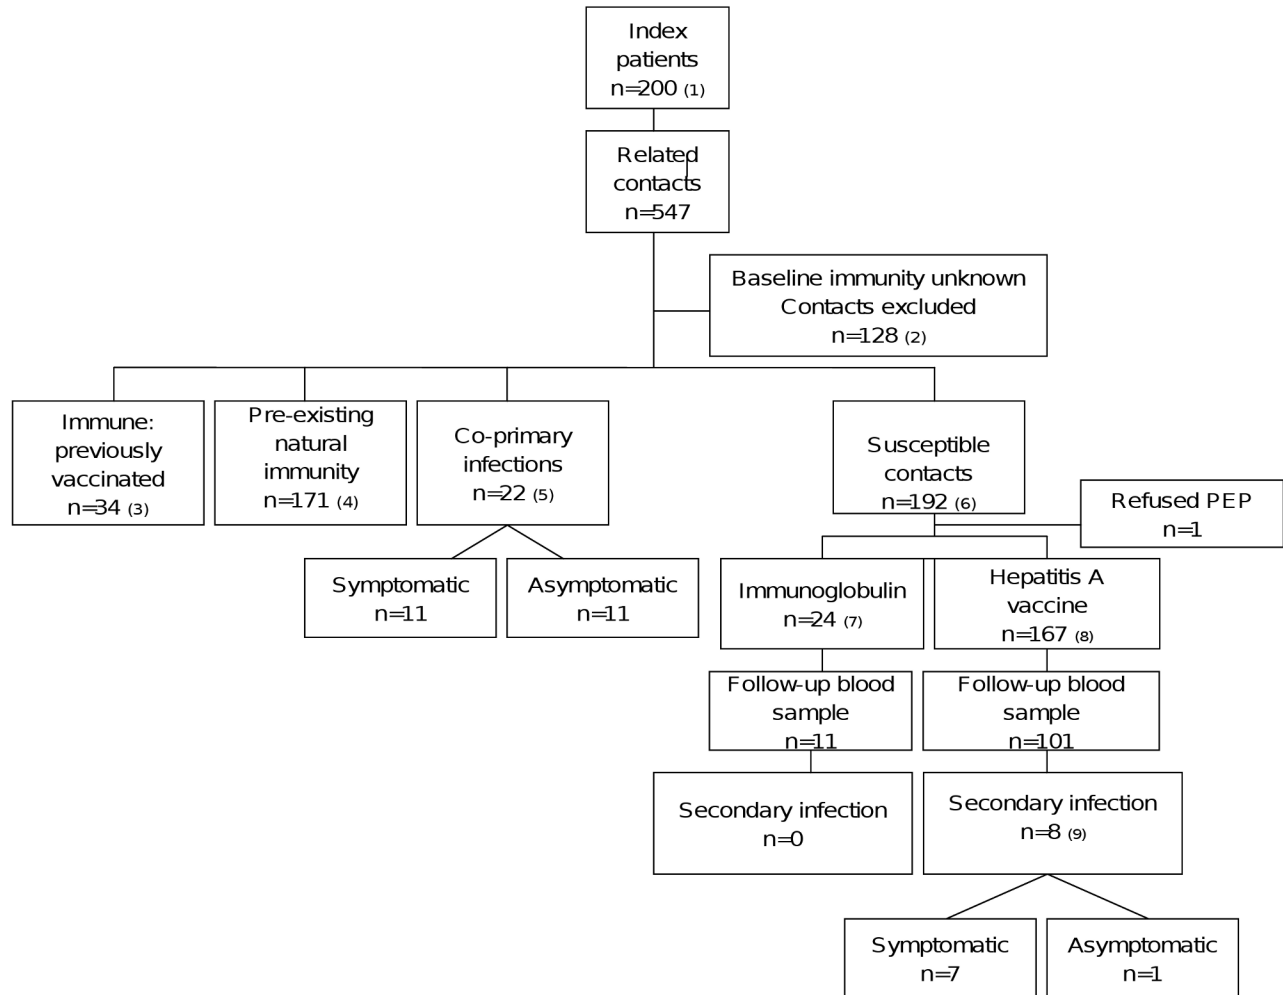 Index
patients
n=200 (1)
Related
contacts
n=547
Baseline immunity unknown
Contacts excluded
n=128 (2)
Immune:
previously
vaccinated
n=34 (3)
Pre-existing
natural
immunity
n=171 (4)
Co-primary
infections
n=22 (5)
Susceptible
contacts
n=192 (6)
Refused PEP
n=1
Symptomatic
n=11
Asymptomatic
n=11
Immunoglobulin
n=24 (7)
Hepatitis A
vaccine
n=167 (8)
Follow-up blood
sample
n=11
Follow-up blood
sample
n=101
Secondary infection
n=0
Secondary infection
n=8 (9)
Symptomatic
n=7
Asymptomatic
n=1